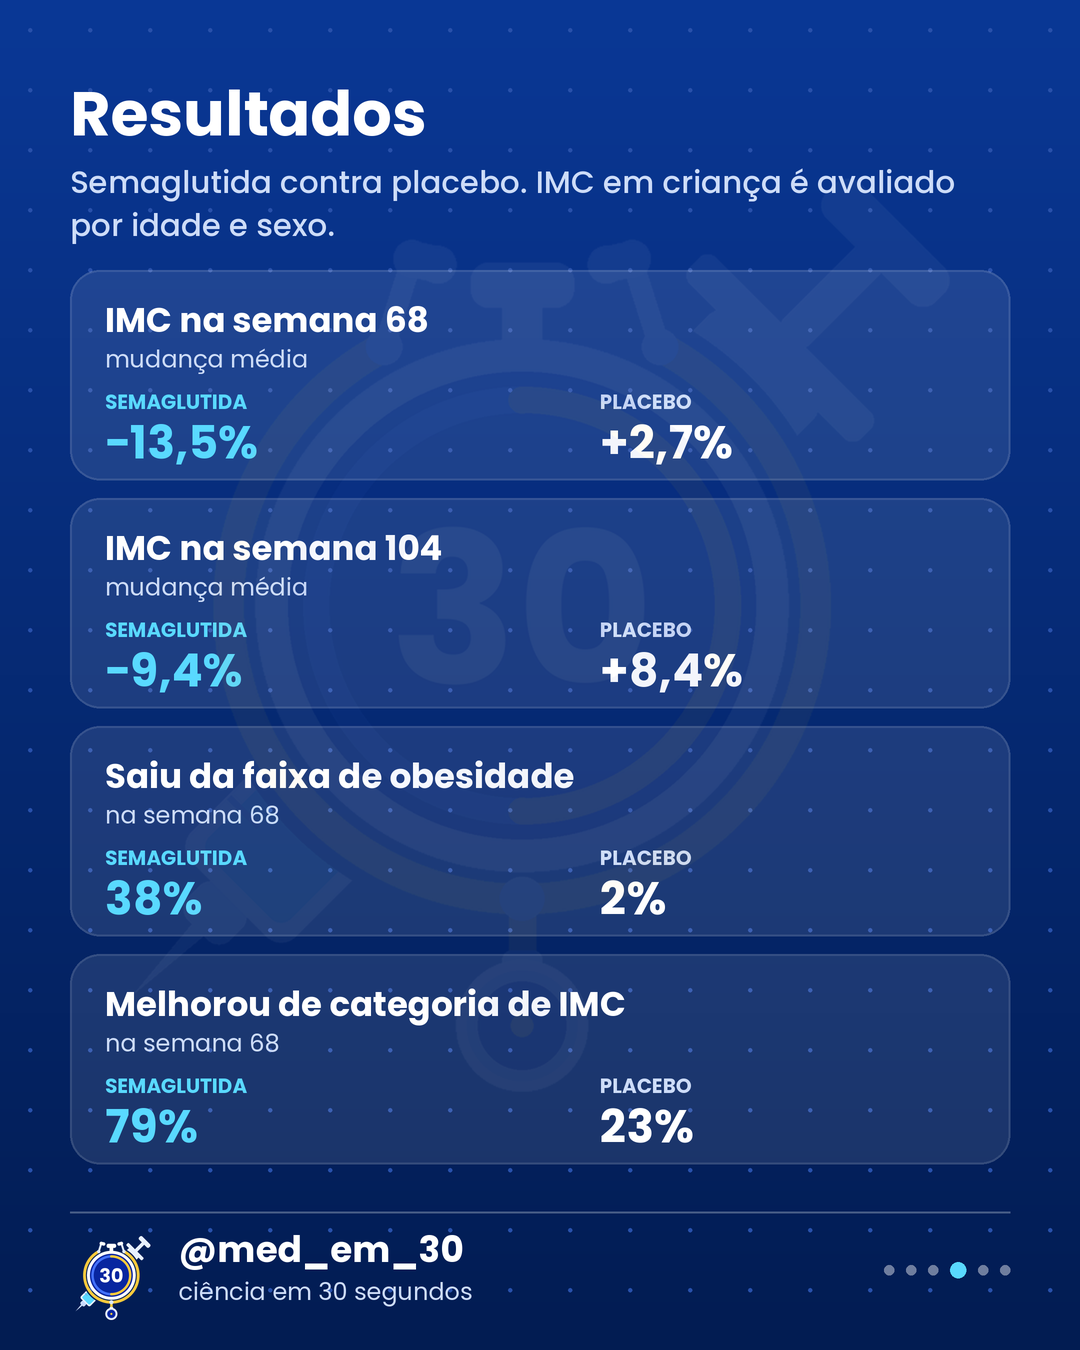 Resultados
Semaglutida contra placebo. IMC em criança é avaliado
por idade e sexo.
IMC na semana 68
mudança média
SEMAGLUTIDA
PLACEBO
-13,5%
+2,7%
IMC na semana 104
mudança média
SEMAGLUTIDA
PLACEBO
-9,4%
+8,4%
Saiu da faixa de obesidade
na semana 68
SEMAGLUTIDA
PLACEBO
38%
2%
Melhorou de categoria de IMC
na semana 68
SEMAGLUTIDA
PLACEBO
79%
23%
30
30
@med_em_30
ciência em 30 segundos